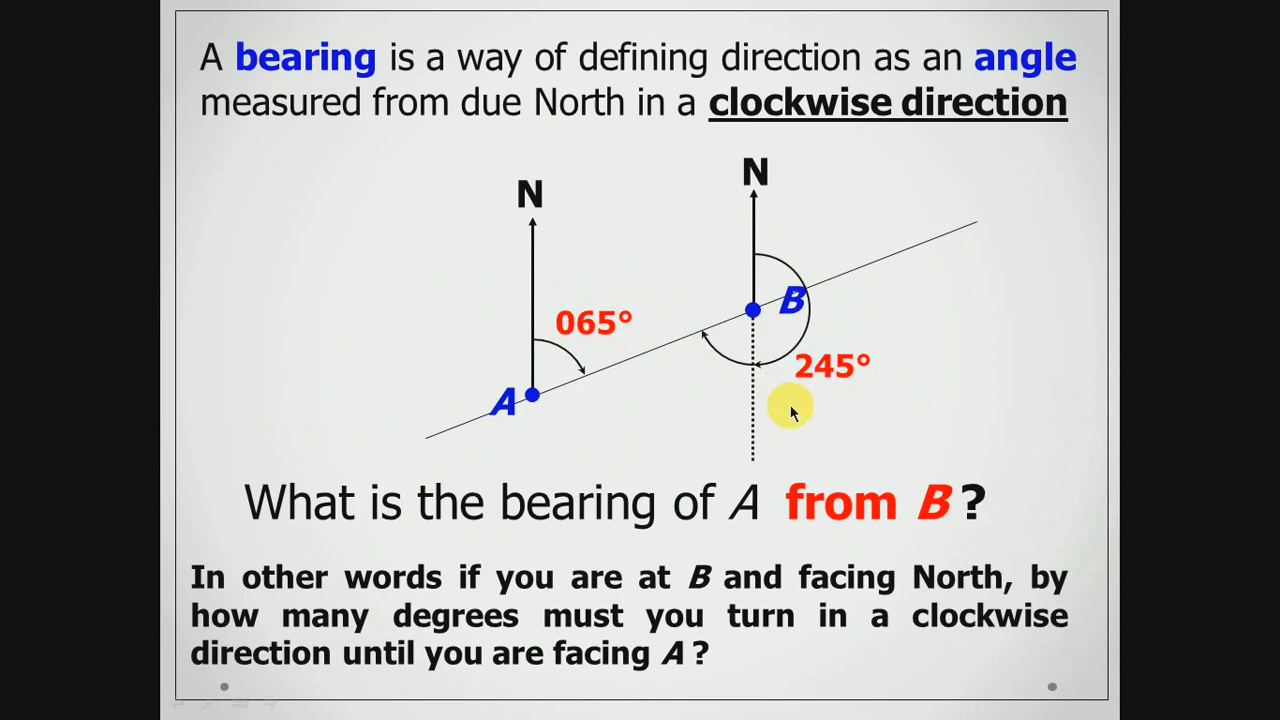 A bearing is a way of defining direction as an angle
measured from due North in a clockwise direction
N
N
B
065°
245°
A
What is the bearing of A from B ?
In other words if you are at B and facing North, by
how many degrees must you turn in a clockwise
direction until you are facing A ?